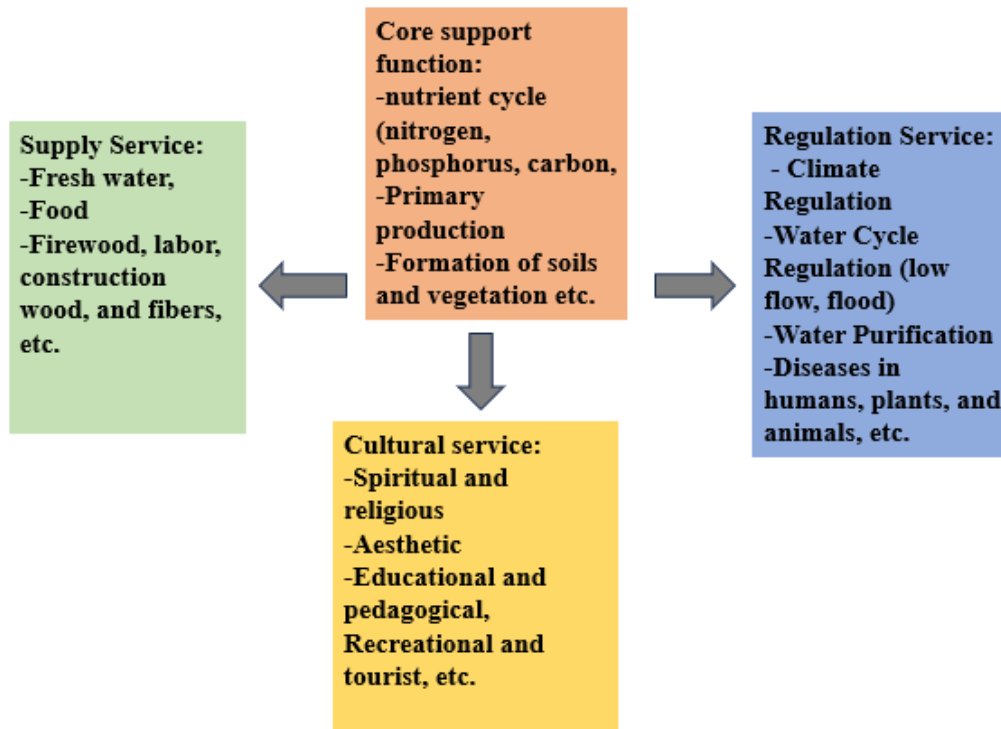 Core support
function:
-nutrient cycle
(nitrogen,
phosphorus, carbon,
-Primary
production
-Formation of soils
and vegetation etc.
Supply Service:
-Fresh water,
-Food
-Firewood, labor,
construction
wood, and fibers,
etc.
Regulation Service:
- Climate
Regulation
-Water Cycle
Regulation (low
flow, flood)
-Water Purification
-Diseases in
humans, plants, and
animals, etc.
Cultural service:
-Spiritual and
religious
-Aesthetic
-Educational and
pedagogical,
Recreational and
tourist, etc.